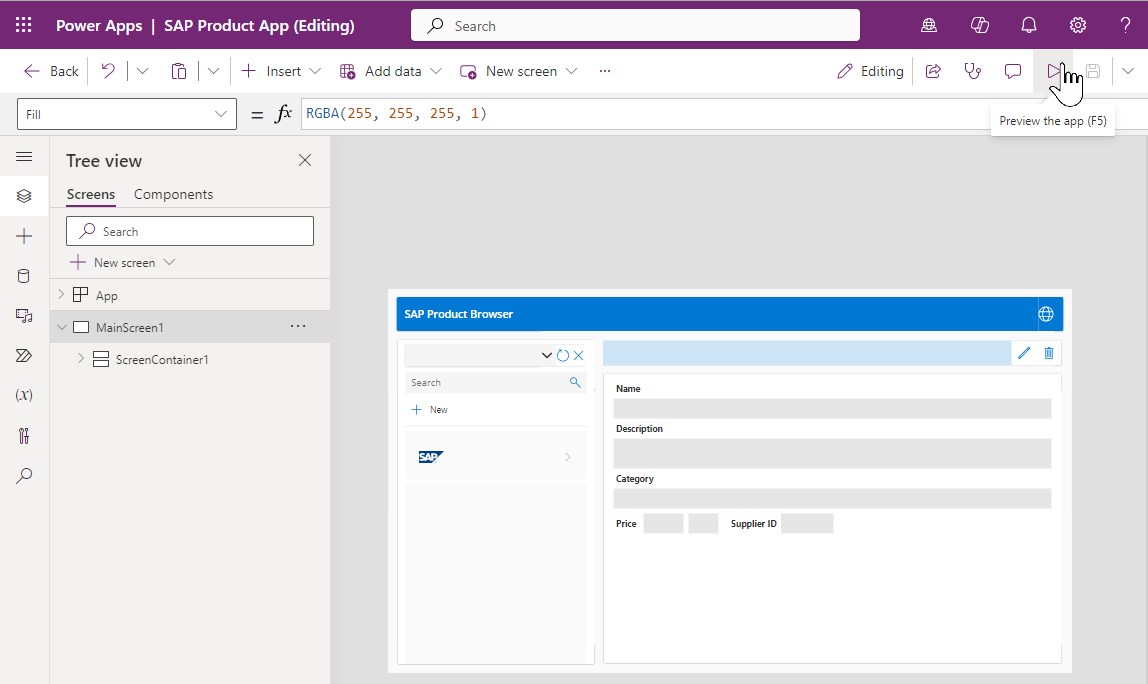 Power Apps | SAP Product App (Editing)
Search
Back
Insert
Add data
New screen
...
Editing
Fill
= fx
RGBA(255, 255, 255, 1)
Preview the app (F5)
Tree view
Screens
Components
Search
New screen
App
MainScreen1
...
ScreenContainer1
(x)
SAP Product Browser
Search
New
SAP
Name
Description
Category
Price
Supplier ID